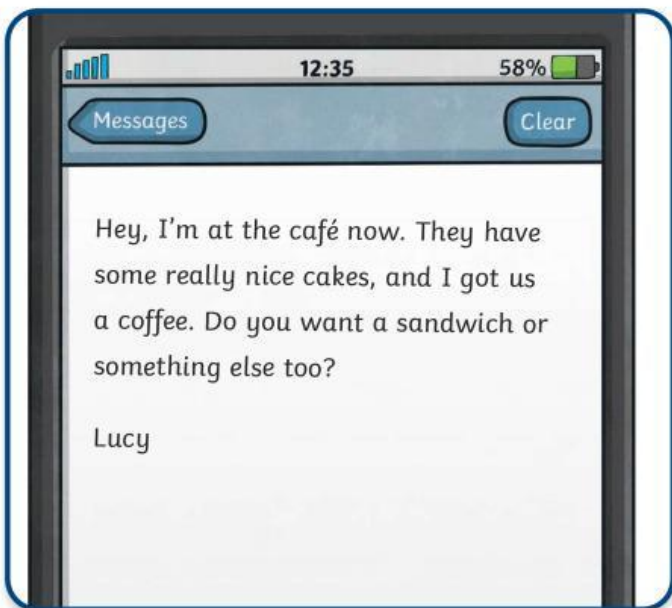 12:35
58%
Messages
Clear
Hey, I'm at the café now. They have
some really nice cakes, and I got us
a coffee. Do you want a sandwich or
something else too?
Lucy